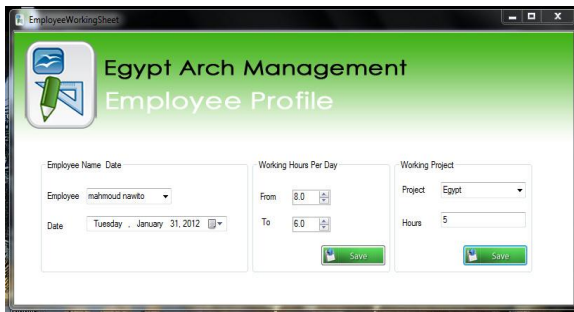 EmployeeWorkingSheet
Egypt Arch Management
Employee Profile
Employee Name Date
Employee mahmoud nawito
Date Tuesday , January 31, 2012
Working Hours Per Day
From 8.0
To 6.0
Save
Working Project
Project Egypt
Hours 5
Save